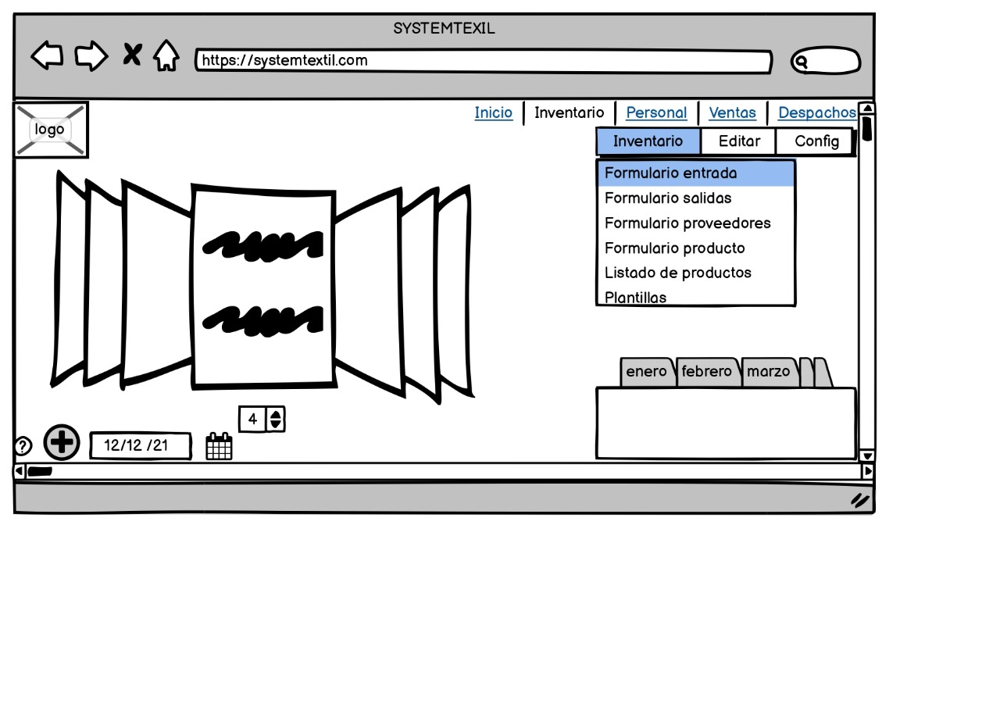 SYSTEMTEXIL
https://systemtextil.com
logo
Inicio Inventario Personal Ventas Despachos
Inventario Editar Config
Formulario entrada
Formulario salidas
Formulario proveedores
Formulario producto
Listado de productos
Plantillas
enero febrero marzo
4
?
12/12 /21